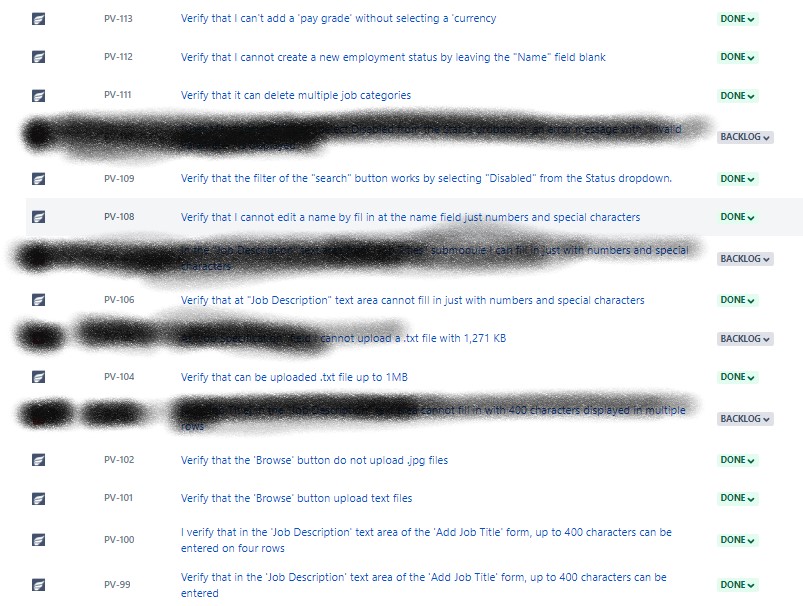 PV-113 Verify that I can't add a 'pay grade' without selecting a 'currency DONE
PV-112 Verify that I cannot create a new employment status by leaving the "Name" field blank DONE
PV-111 Verify that it can delete multiple job categories DONE
Disabled from the Status dropdown, an error message with "Invalid
BACKLOG
PV-109 Verify that the filter of the "search" button works by selecting "Disabled" from the Status dropdown. DONE
PV-108 Verify that I cannot edit a name by fil in at the name field just numbers and special characters DONE
In the "Job Description" text submodule I can fill in just with numbers and special
characters BACKLOG
PV-106 Verify that at "Job Description" text area cannot fill in just with numbers and special characters DONE
I cannot upload a .txt file with 1,271 KB BACKLOG
PV-104 Verify that can be uploaded .txt file up to 1MB DONE
in the "Job Description" cannot fill in with 400 characters displayed in multiple
rows BACKLOG
PV-102 Verify that the 'Browse' button do not upload .jpg files DONE
PV-101 Verify that the 'Browse' button upload text files DONE
PV-100 I verify that in the 'Job Description' text area of the 'Add Job Title' form, up to 400 characters can be
entered on four rows DONE
PV-99 Verify that in the 'Job Description' text area of the 'Add Job Title' form, up to 400 characters can be
entered DONE